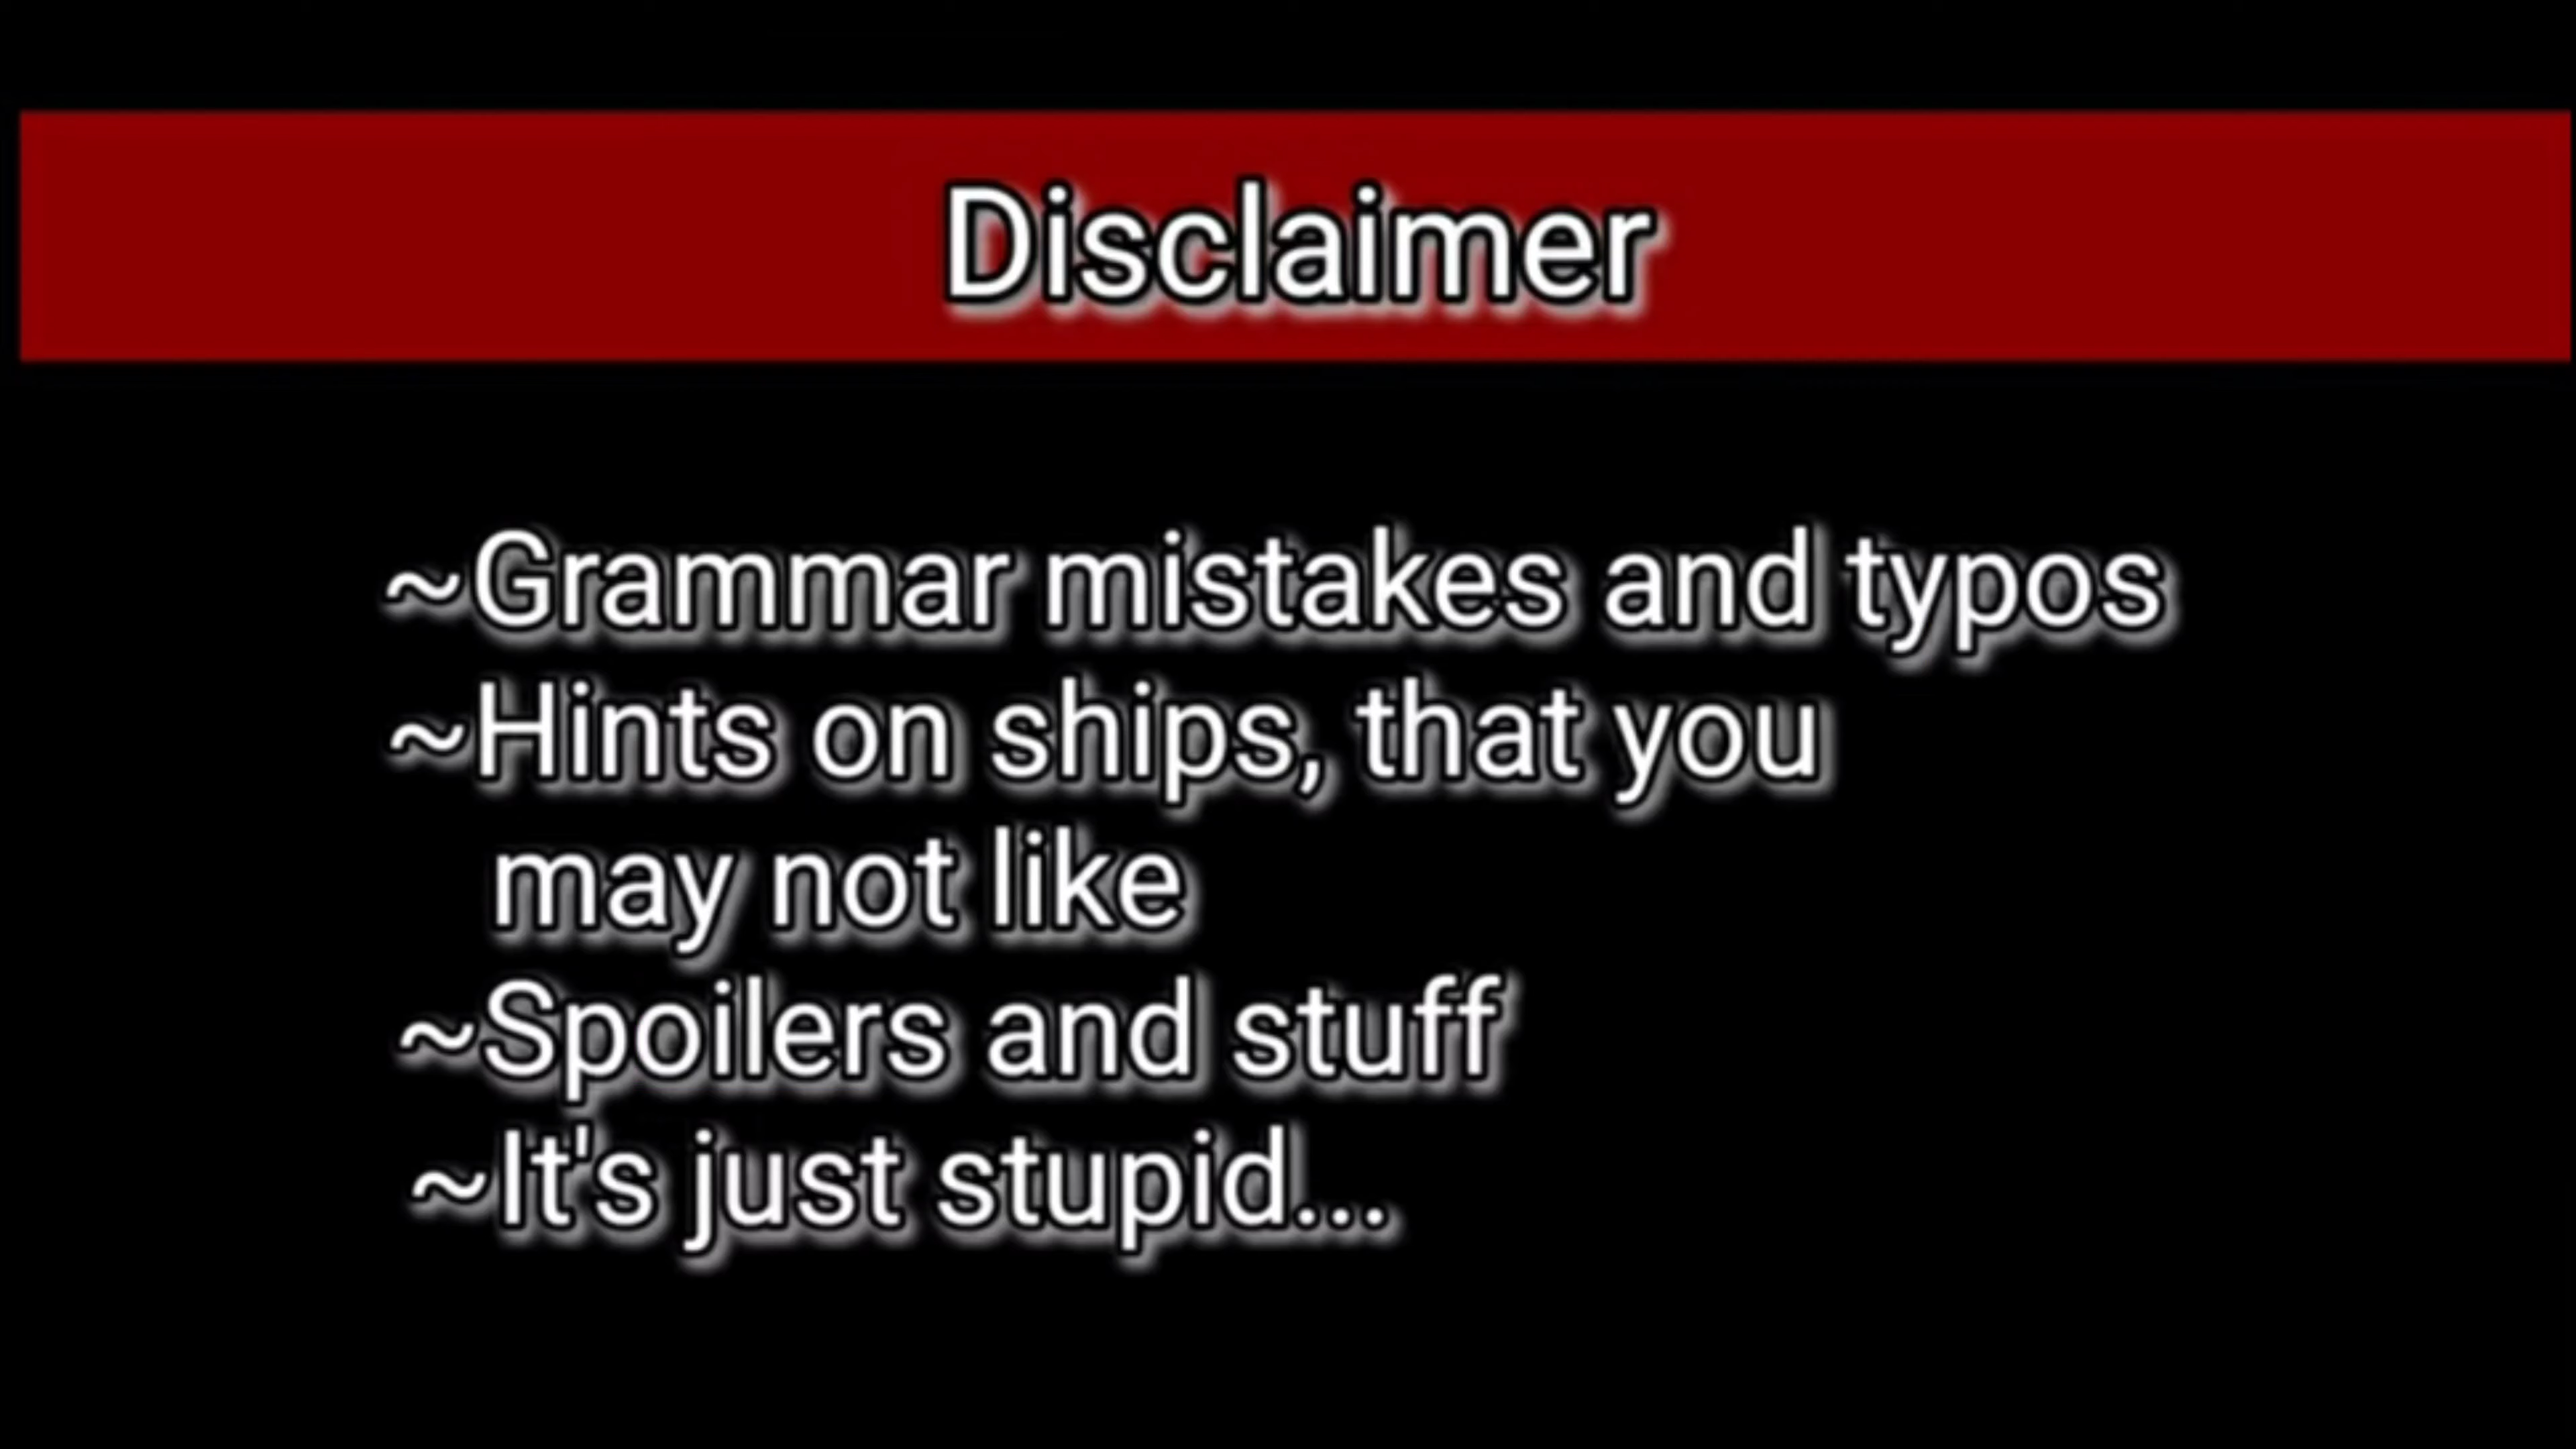 Disclaimer
~Grammar mistakes and typos
~Hints on ships, that you
may not like
~Spoilers and stuff
~It's just stupid...